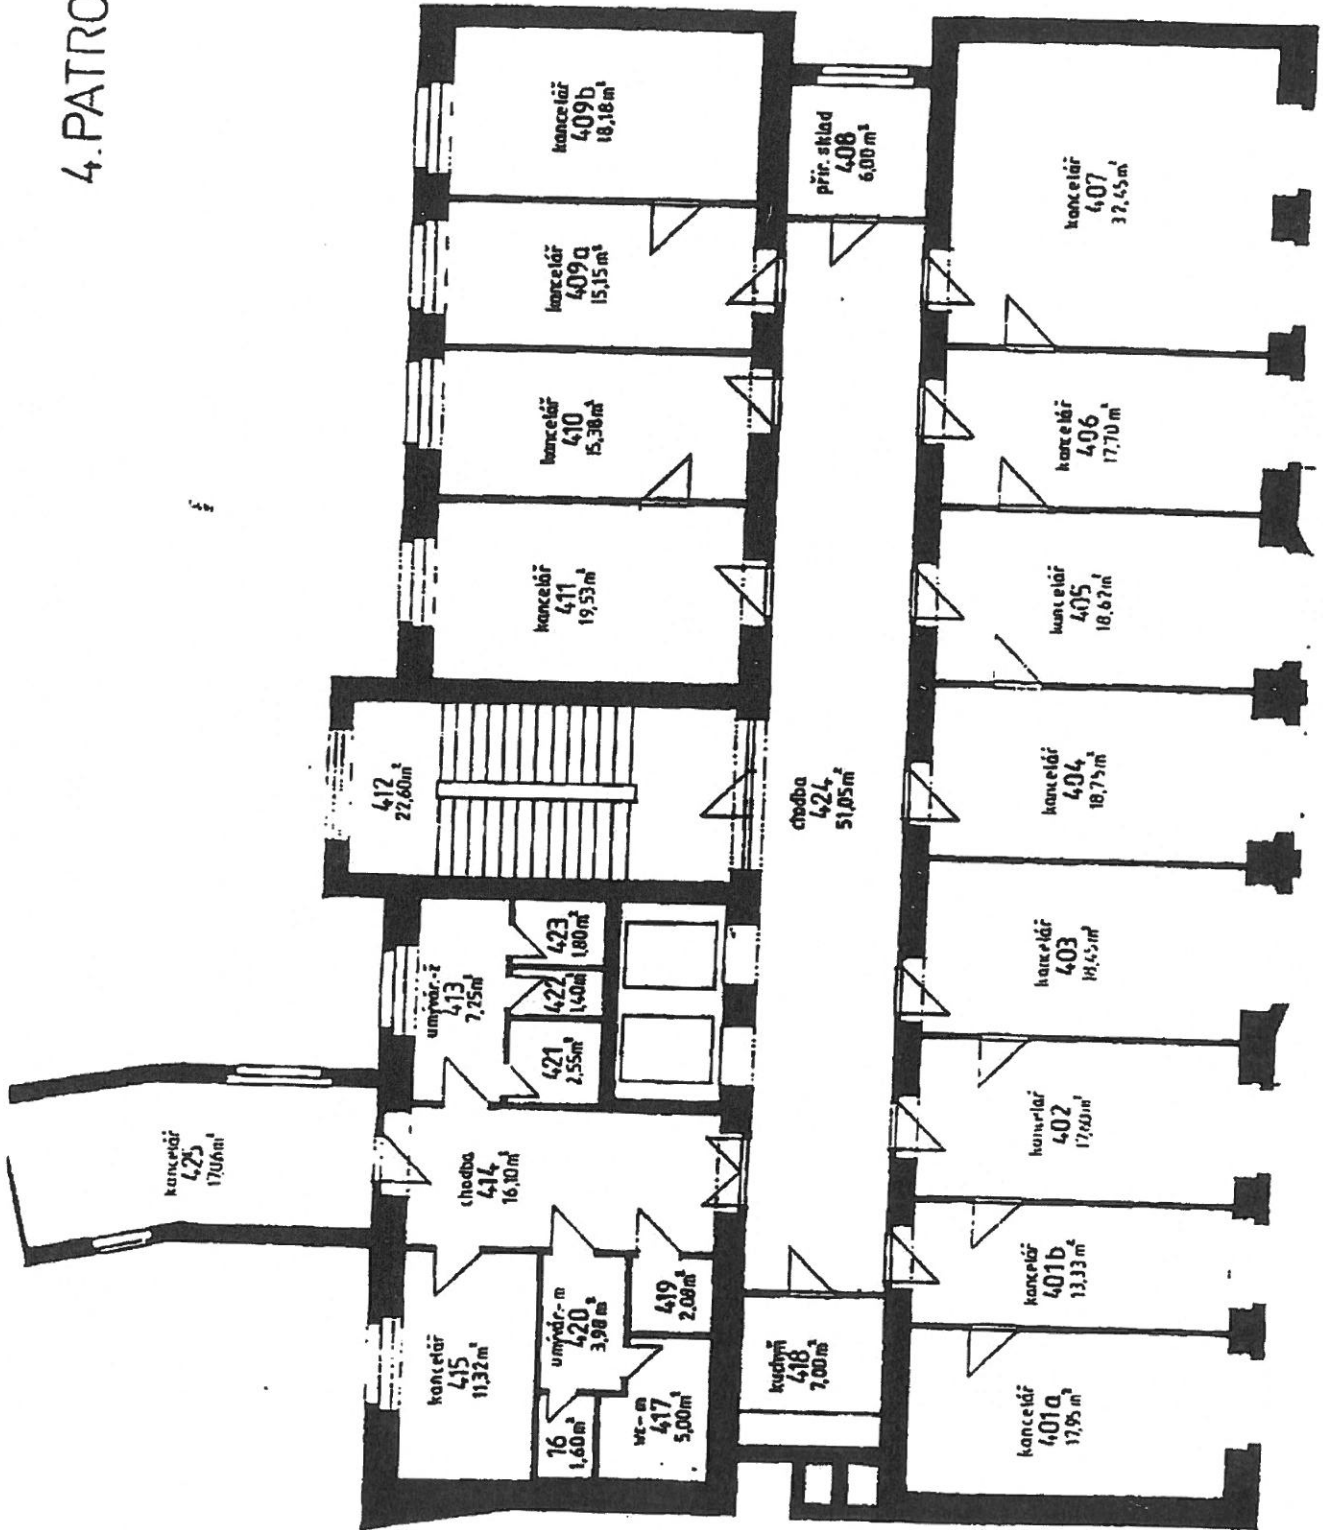 4.PATRO
kancelář
409b
18,18m²
kancelář
409a
15,15m²
kancelář
410
15,38m²
kancelář
411
19,53m²
412
22,60m²
umývár.-ž
413
7,25m²
423
1,80m²
422
1,40m²
421
2,55m²
kancelář
425
17,06m²
chodba
414
16,10m²
kancelář
415
11,32m²
umývár.-m
420
3,98m²
419
2,08m²
16
1,60m²
wc-m
417
5,00m²
přír. sklad
408
6,00m²
chodba
424
51,05m²
kuchyň
418
7,00m²
kancelář
407
32,45m²
kancelář
406
17,70m²
kancelář
405
18,67m²
kancelář
404
18,75m²
kancelář
403
18,45m²
kancelář
402
17,60m²
kancelář
401b
13,33m²
kancelář
401a
17,95m²